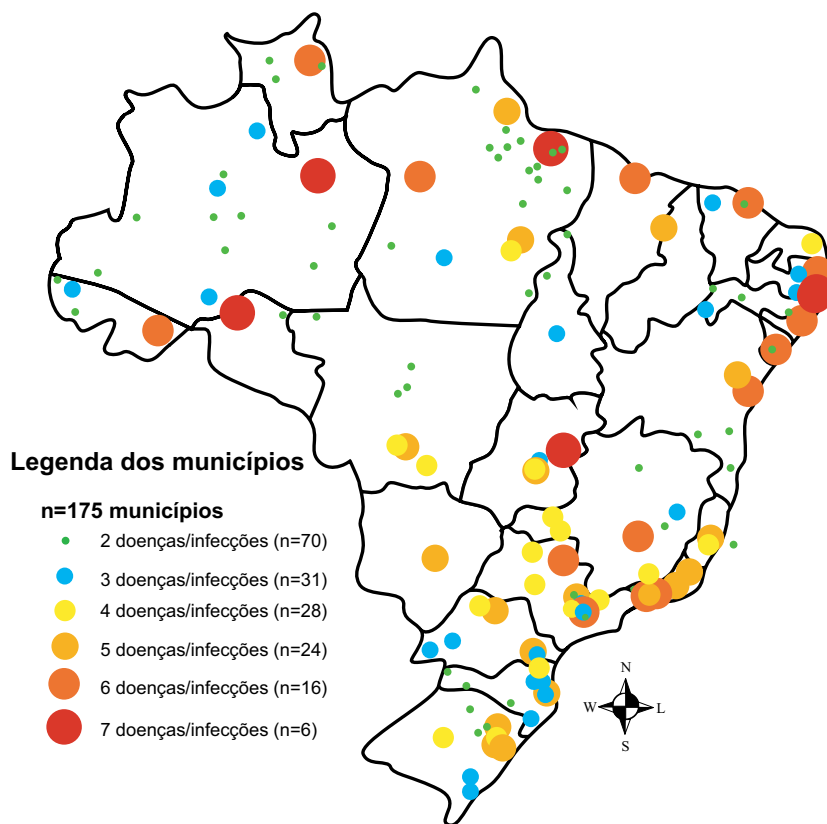 Legenda dos municípios
n=175 municípios
2 doenças/infecções (n=70)
3 doenças/infecções (n=31)
4 doenças/infecções (n=28)
5 doenças/infecções (n=24)
6 doenças/infecções (n=16)
7 doenças/infecções (n=6)
N
W L
S